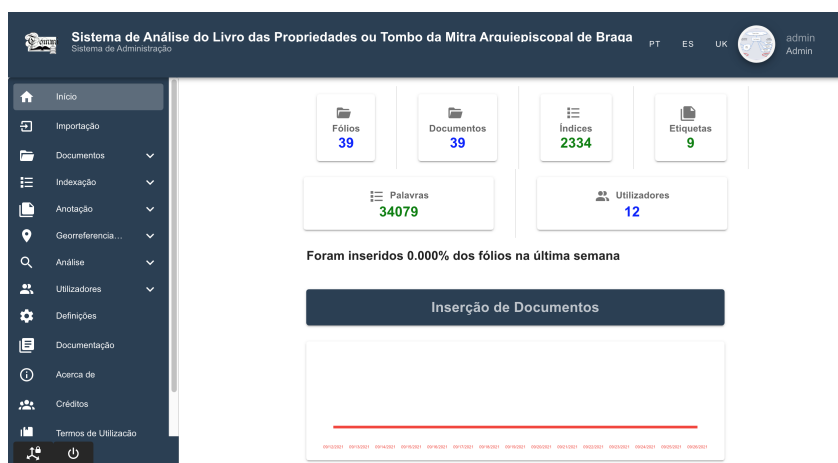 Sistema de Análise do Livro das Propriedades ou Tombo da Mitra Arquiepiscopal de Braga
Sistema de Administração
PT ES UK
admin
Admin
Início
Importação
Documentos
Indexação
Anotação
Georreferencia...
Análise
Utilizadores
Definições
Documentação
Acerca de
Créditos
Termos de Utilização
Fólios
39
Documentos
39
Índices
2334
Etiquetas
9
Palavras
34079
Utilizadores
12
Foram inseridos 0.000% dos fólios na última semana
Inserção de Documentos